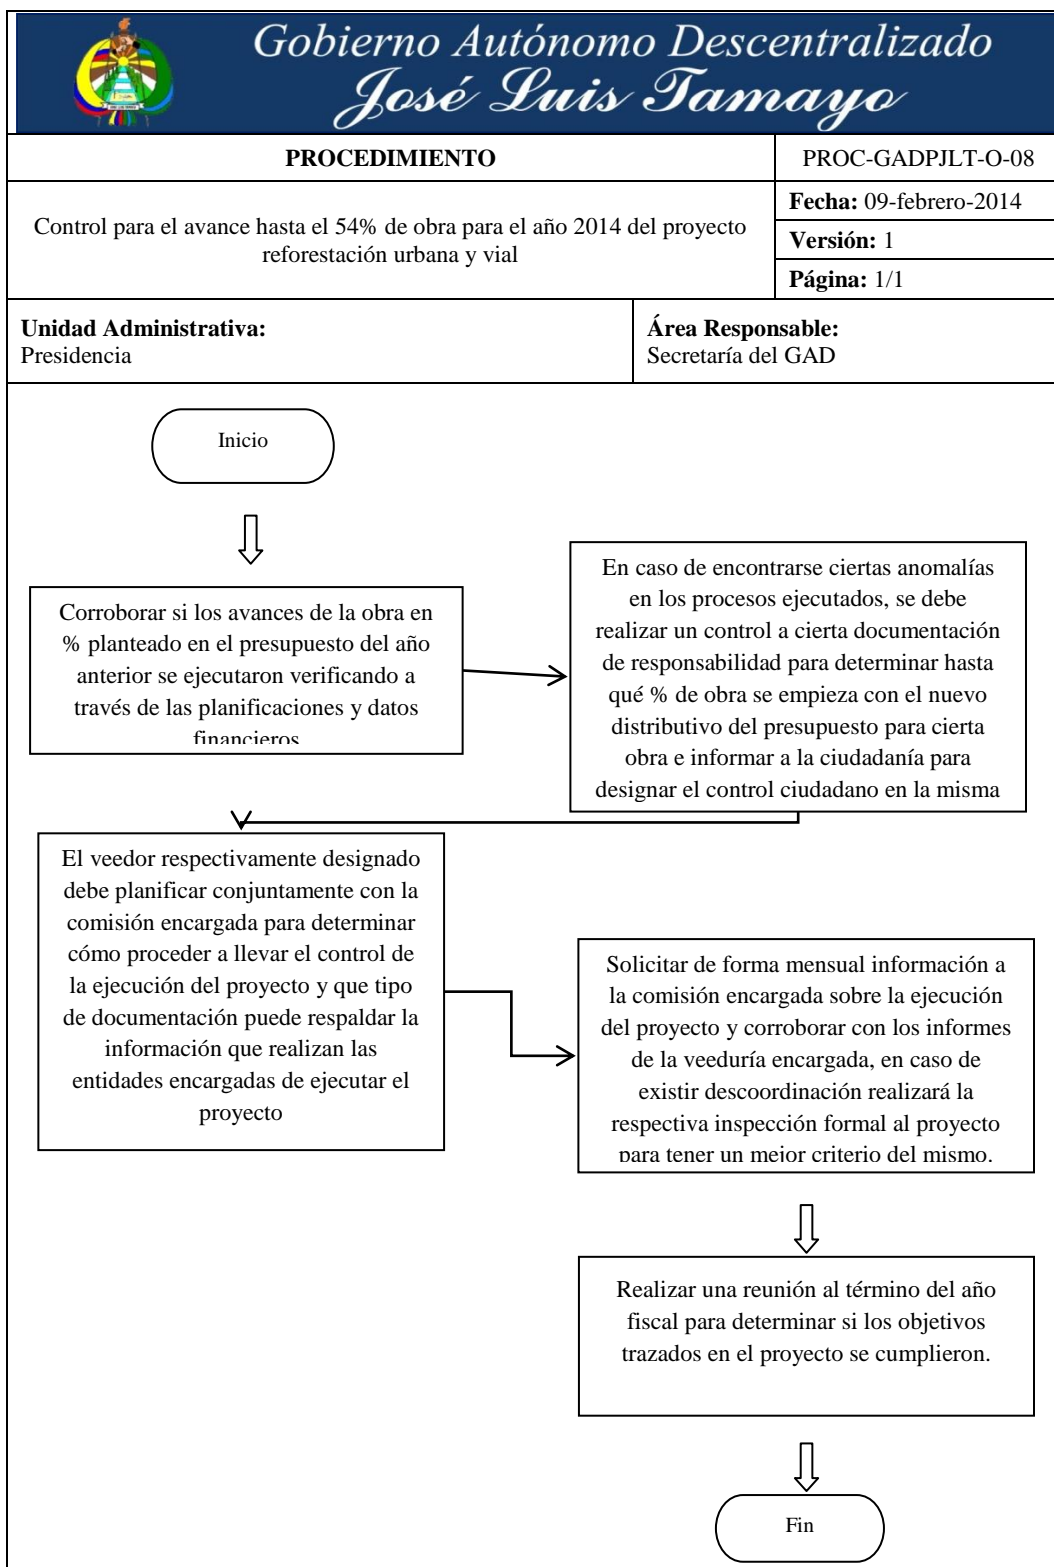 Gobierno Autónomo Descentralizado
José Luis Tamayo
PROCEDIMIENTO
PROC-GADPJLT-O-08
Control para el avance hasta el 54% de obra para el año 2014 del proyecto
reforestación urbana y vial
Fecha: 09-febrero-2014
Versión: 1
Página: 1/1
Unidad Administrativa:
Presidencia
Área Responsable:
Secretaría del GAD
Inicio
Corroborar si los avances de la obra en
% planteado en el presupuesto del año
anterior se ejecutaron verificando a
través de las planificaciones y datos
financieros
En caso de encontrarse ciertas anomalías
en los procesos ejecutados, se debe
realizar un control a cierta documentación
de responsabilidad para determinar hasta
qué % de obra se empieza con el nuevo
distributivo del presupuesto para cierta
obra e informar a la ciudadanía para
designar el control ciudadano en la misma
El veedor respectivamente designado
debe planificar conjuntamente con la
comisión encargada para determinar
cómo proceder a llevar el control de
la ejecución del proyecto y que tipo
de documentación puede respaldar la
información que realizan las
entidades encargadas de ejecutar el
proyecto
Solicitar de forma mensual información a
la comisión encargada sobre la ejecución
del proyecto y corroborar con los informes
de la veeduría encargada, en caso de
existir descoordinación realizará la
respectiva inspección formal al proyecto
para tener un mejor criterio del mismo.
Realizar una reunión al término del año
fiscal para determinar si los objetivos
trazados en el proyecto se cumplieron.
Fin